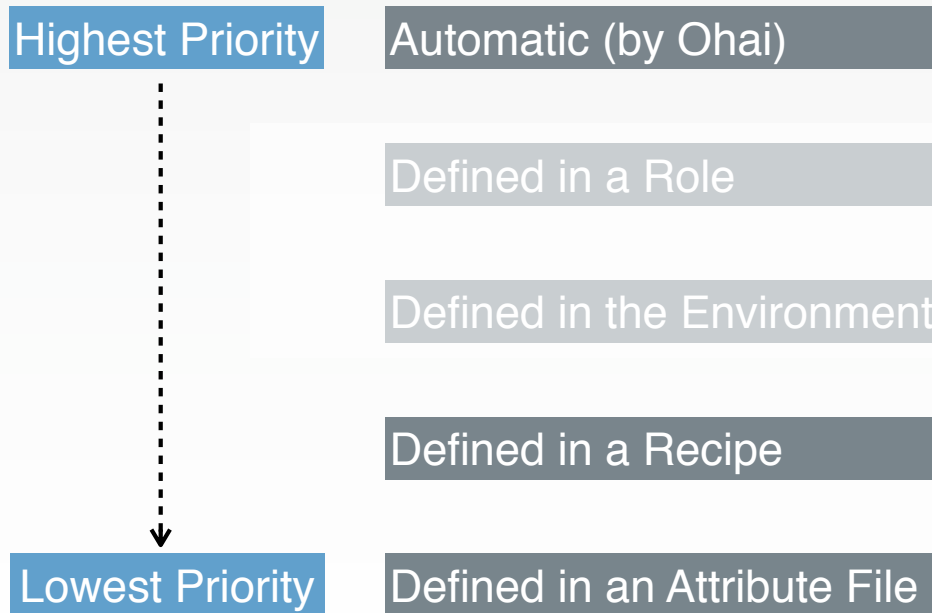 Highest Priority Automatic (by Ohai)
Defined in a Role
Defined in the Environment
Defined in a Recipe
Lowest Priority Defined in an Attribute File